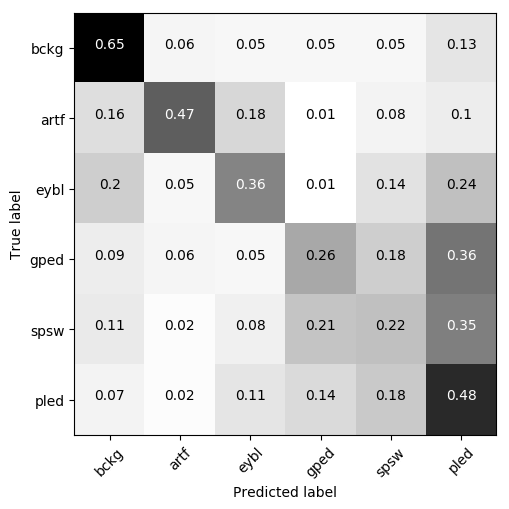 bckg 0.65 0.06 0.05 0.05 0.05 0.13
artf 0.16 0.47 0.18 0.01 0.08 0.1
eybl 0.2 0.05 0.36 0.01 0.14 0.24
gped 0.09 0.06 0.05 0.26 0.18 0.36
spsw 0.11 0.02 0.08 0.21 0.22 0.35
pled 0.07 0.02 0.11 0.14 0.18 0.48
True label
bckg artf eybl gped spsw pled
Predicted label